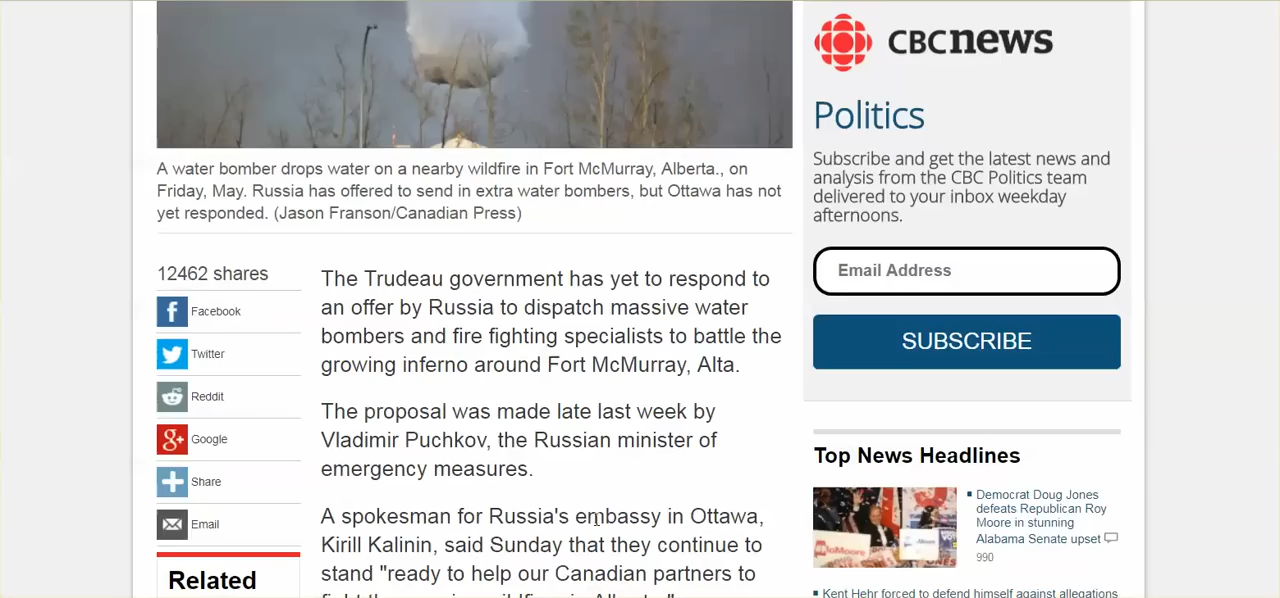 A water bomber drops water on a nearby wildfire in Fort McMurray, Alberta., on
Friday, May. Russia has offered to send in extra water bombers, but Ottawa has not
yet responded. (Jason Franson/Canadian Press)
12462 shares
Facebook
Twitter
Reddit
Google
Share
Email
Related
The Trudeau government has yet to respond to
an offer by Russia to dispatch massive water
bombers and fire fighting specialists to battle the
growing inferno around Fort McMurray, Alta.
The proposal was made late last week by
Vladimir Puchkov, the Russian minister of
emergency measures.
A spokesman for Russia's embassy in Ottawa,
Kirill Kalinin, said Sunday that they continue to
stand "ready to help our Canadian partners to
CBCnews
Politics
Subscribe and get the latest news and
analysis from the CBC Politics team
delivered to your inbox weekday
afternoons.
Email Address
SUBSCRIBE
Top News Headlines
Democrat Doug Jones
defeats Republican Roy
Moore in stunning
Alabama Senate upset
990
Kent Hehr forced to defend himself against allegations